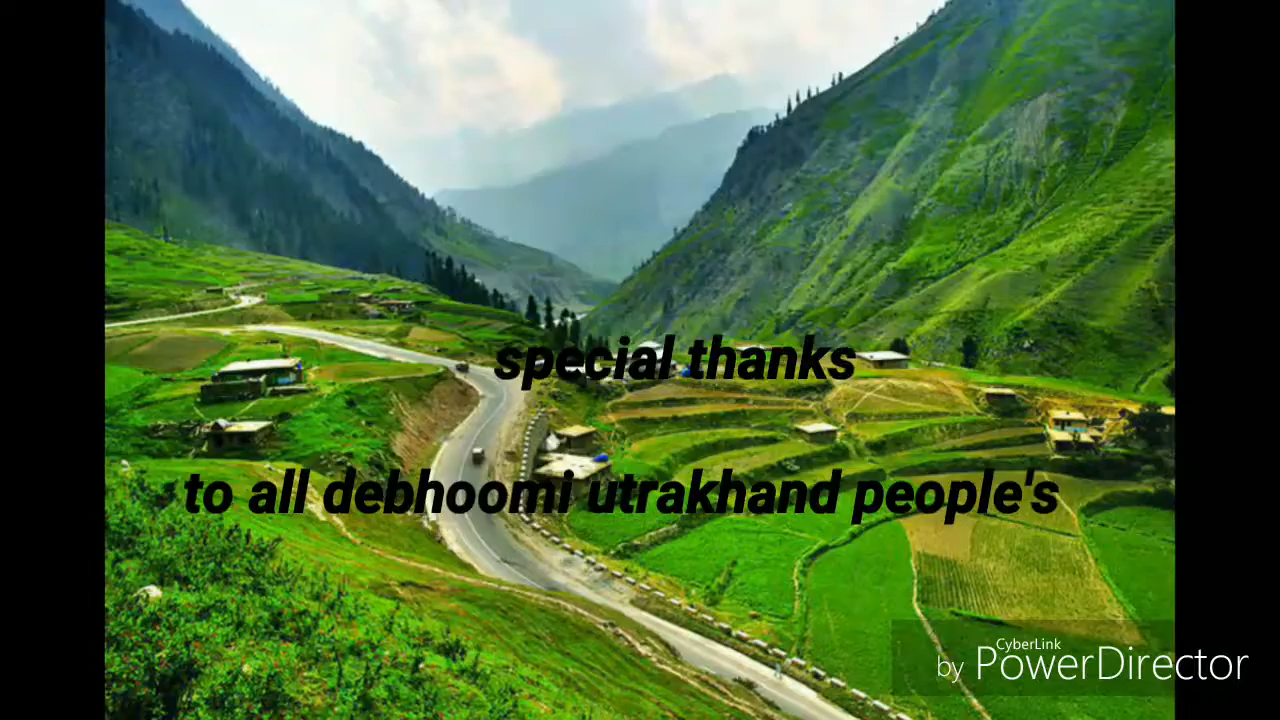 special thanks
to all debhoomi utrakhand people's
CyberLink
by PowerDirector